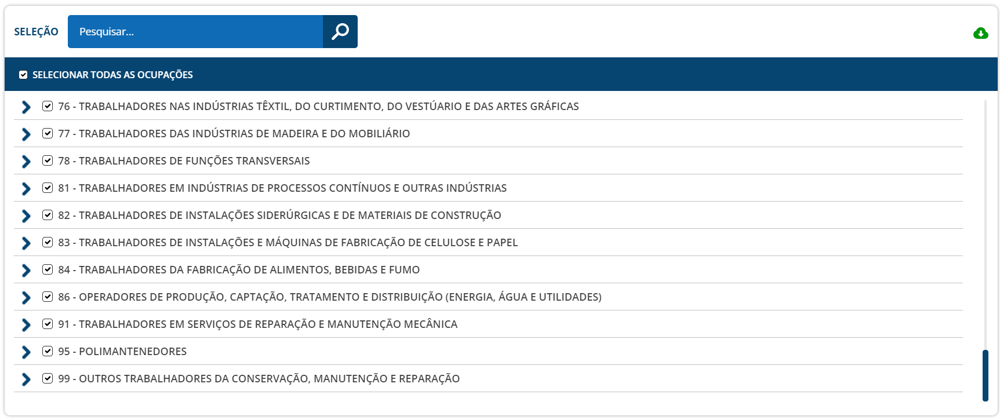 SELEÇÃO
Pesquisar...
SELECIONAR TODAS AS OCUPAÇÕES
76 - TRABALHADORES NAS INDÚSTRIAS TÊXTIL, DO CURTIMENTO, DO VESTÚARIO E DAS ARTES GRÁFICAS
77 - TRABALHADORES DAS INDÚSTRIAS DE MADEIRA E DO MOBILIÁRIO
78 - TRABALHADORES DE FUNÇÕES TRANSVERSAIS
81 - TRABALHADORES EM INDÚSTRIAS DE PROCESSOS CONTÍNUOS E OUTRAS INDÚSTRIAS
82 - TRABALHADORES DE INSTALAÇÕES SIDERÚRGICAS E DE MATERIAIS DE CONSTRUÇÃO
83 - TRABALHADORES DE INSTALAÇÕES E MÁQUINAS DE FABRICAÇÃO DE CELULOSE E PAPEL
84 - TRABALHADORES DA FABRICAÇÃO DE ALIMENTOS, BEBIDAS E FUMO
86 - OPERADORES DE PRODUÇÃO, CAPTAÇÃO, TRATAMENTO E DISTRIBUIÇÃO (ENERGIA, ÁGUA E UTILIDADES)
91 - TRABALHADORES EM SERVIÇOS DE REPARAÇÃO E MANUTENÇÃO MECÂNICA
95 - POLIMANTENEDORES
99 - OUTROS TRABALHADORES DA CONSERVAÇÃO, MANUTENÇÃO E REPARAÇÃO